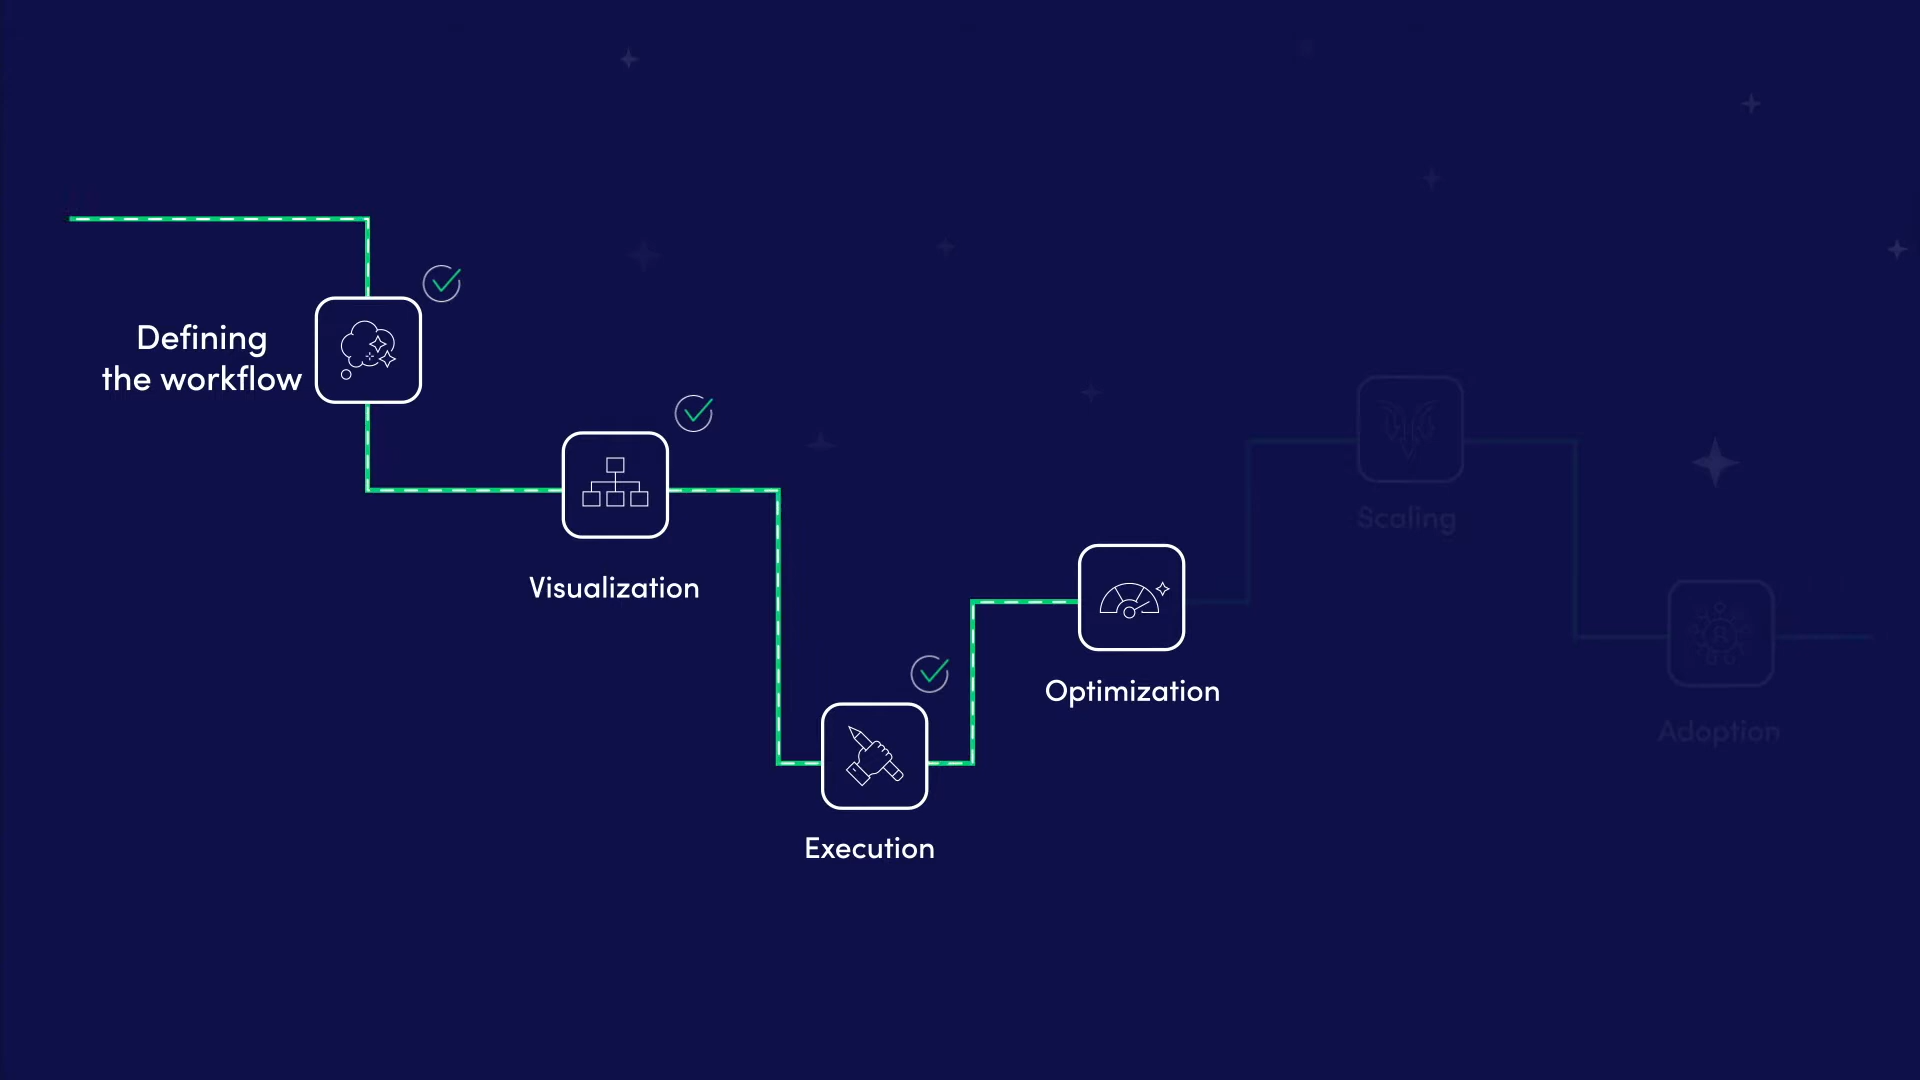 Defining
the workflow
Visualization
Execution
Optimization
Scaling
Adoption